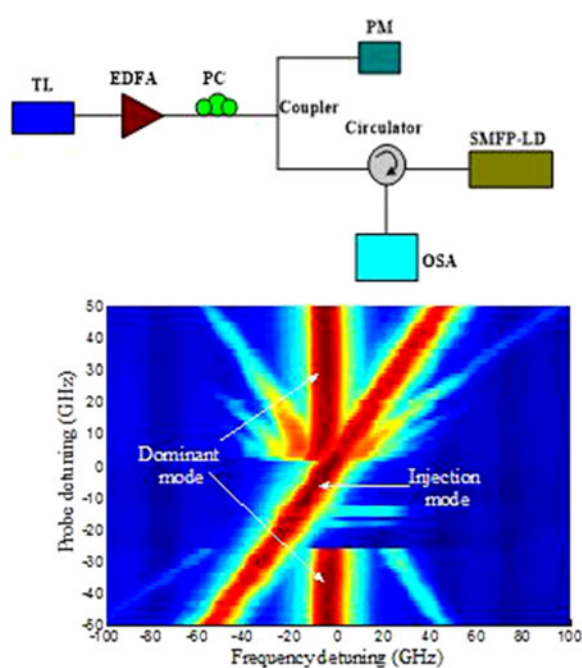 PM
TL
EDFA
PC
Coupler
Circulator
SMFP-LD
OSA
50
40
30
20
10
0
-10
-20
-30
-40
-50
Probe detuning (GHz)
Dominant
mode
Injection
mode
-100 -80 -60 -40 -20 0 20 40 60 80 100
Frequency detuning (GHz)